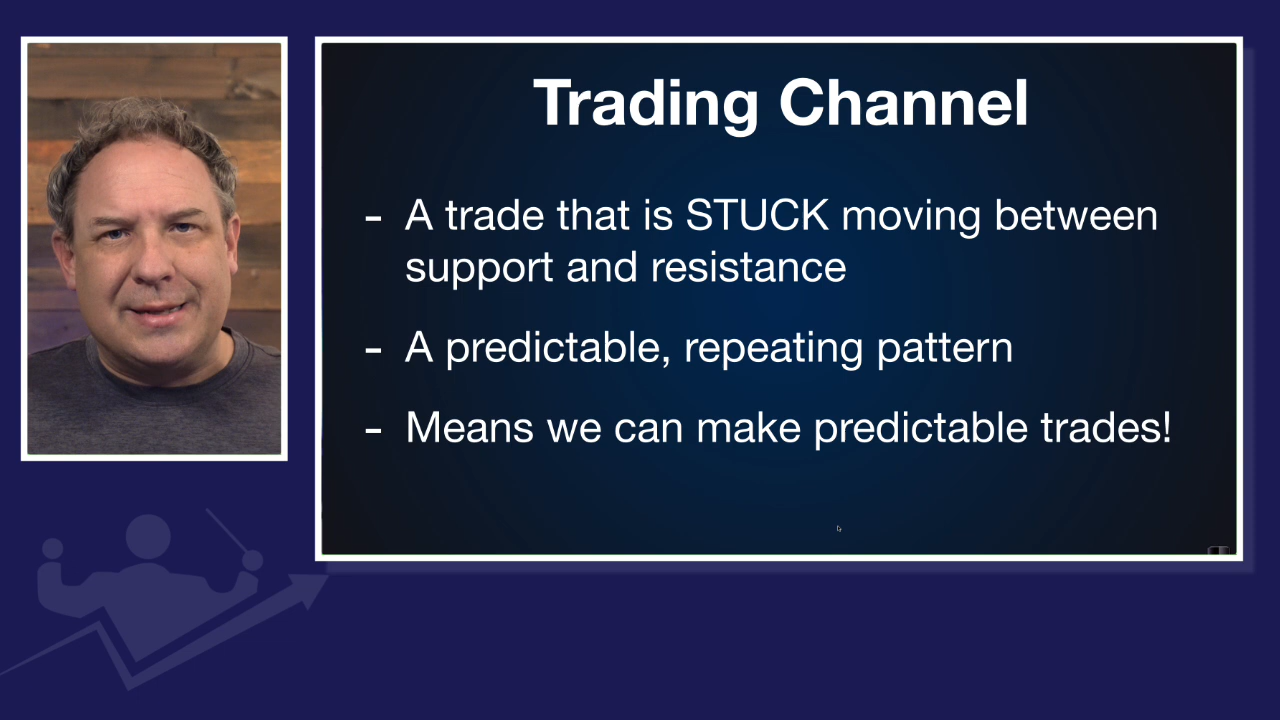 Trading Channel
- A trade that is STUCK moving between
support and resistance
- A predictable, repeating pattern
- Means we can make predictable trades!